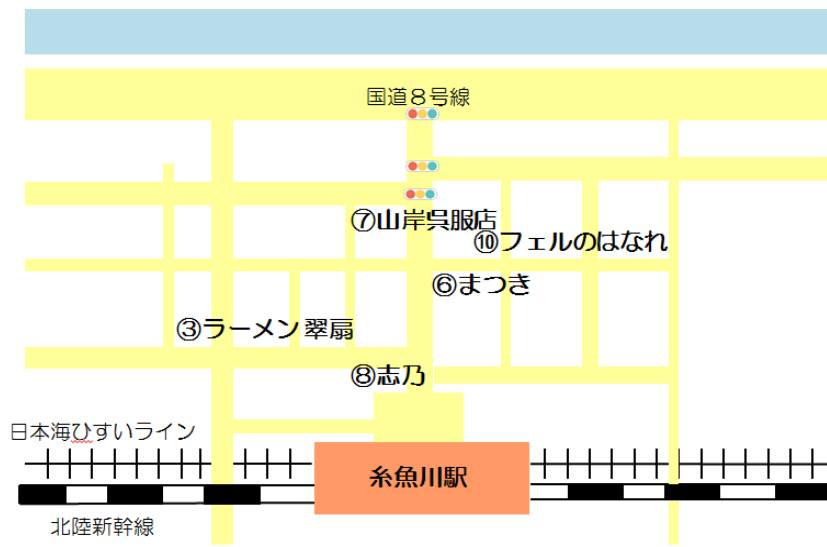 国道８号線
⑦山岸呉服店
⑩フェルのはなれ
⑥まつき
③ラーメン 翠扇
⑧志乃
日本海ひすいライン
糸魚川駅
北陸新幹線